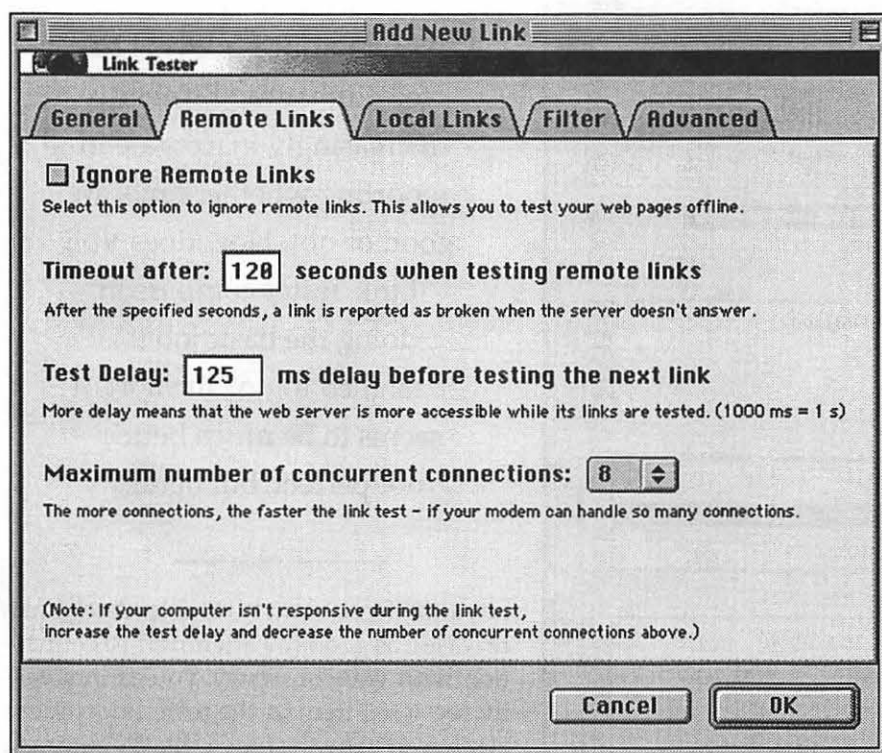 Add New Link
Link Tester
General Remote Links Local Links Filter Advanced
Ignore Remote Links
Select this option to ignore remote links. This allows you to test your web pages offline.
Timeout after: 120 seconds when testing remote links
After the specified seconds, a link is reported as broken when the server doesn't answer.
Test Delay: 125 ms delay before testing the next link
More delay means that the web server is more accessible while its links are tested. (1000 ms = 1 s)
Maximum number of concurrent connections: 8
The more connections, the faster the link test - if your modem can handle so many connections.
(Note: If your computer isn't responsive during the link test,
increase the test delay and decrease the number of concurrent connections above.)
Cancel OK